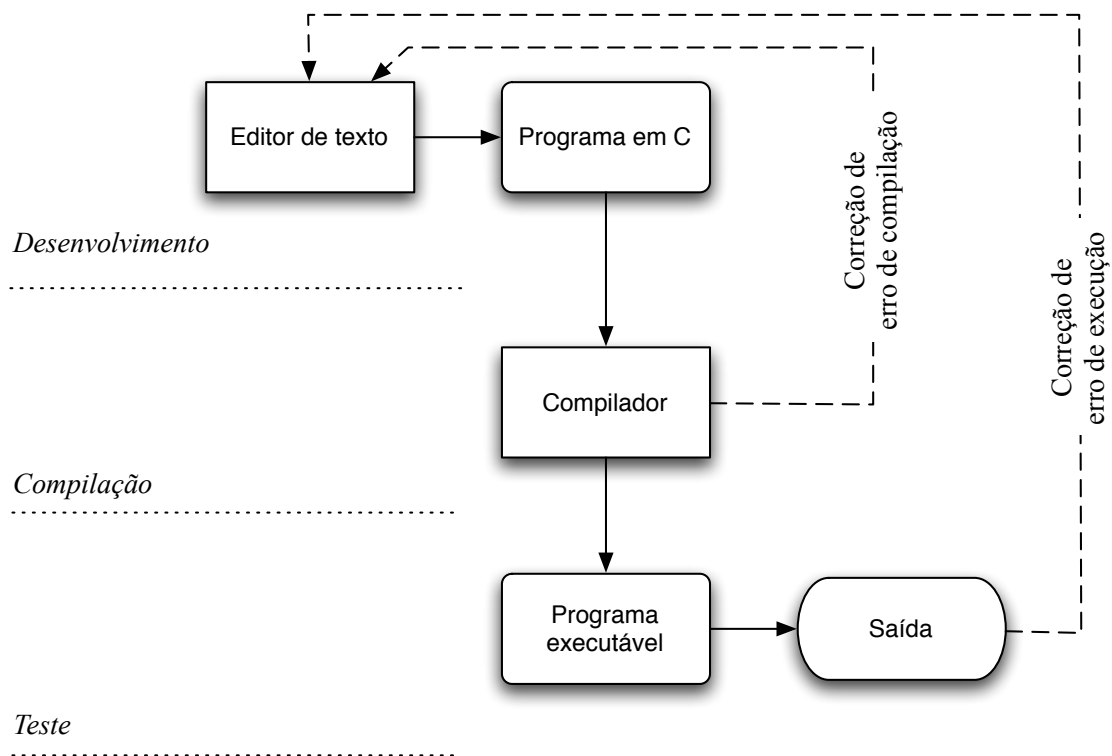 Editor de texto
Programa em C
Correção de
erro de compilação
Desenvolvimento
Correção de
erro de execução
Compilador
Compilação
Programa
executável
Saída
Teste